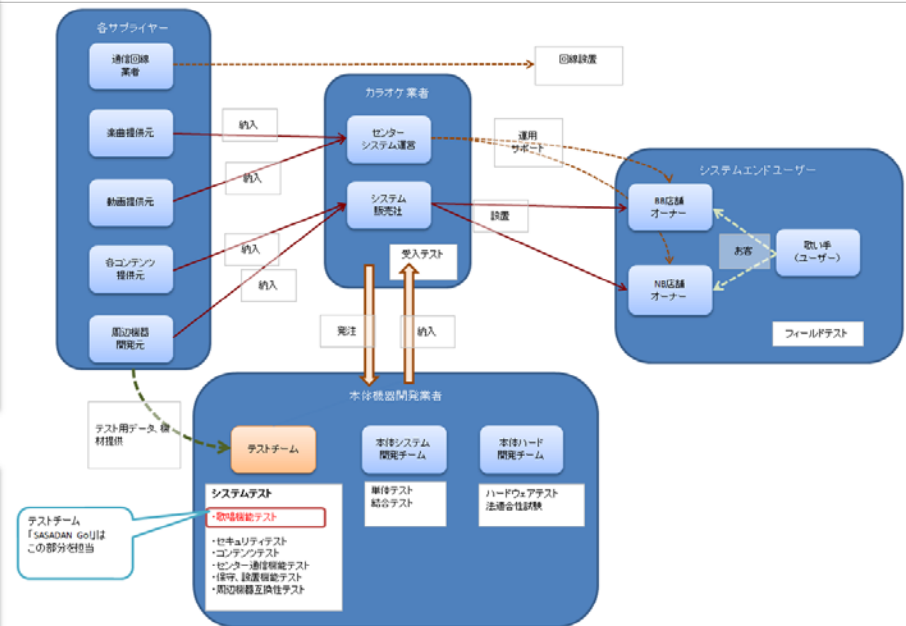 各サプライヤー
通信回線
業者
楽曲提供元
動画提供元
各コンテンツ
提供元
周辺機器
開発元
納入
納入
納入
納入
回線設置
カラオケ業者
センター
システム運営
システム
販売社
受入テスト
運用
サポート
設置
システムエンドユーザー
BB店舗
オーナー
NB店舗
オーナー
お客
歌い手
(ユーザー)
フィールドテスト
発注
納入
テスト用データ、機
材提供
本体機器開発業者
テストチーム
本体システム
開発チーム
本体ハード
開発チーム
システムテスト
・歌唱機能テスト
・セキュリティテスト
・コンテンツテスト
・センター通信機能テスト
・保守、設置機能テスト
・周辺機器互換性テスト
単体テスト
結合テスト
ハードウェアテスト
法適合性試験
テストチーム
「SASADAN Go!」は
この部分を担当